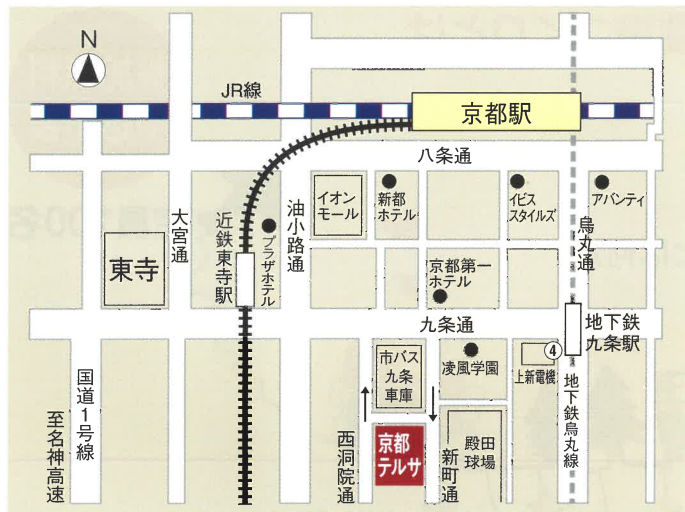 N
JR線
京都駅
八条通
大宮通
東寺
近鉄東寺駅
プラザホテル
油小路通
イオン
モール
新都
ホテル
イビス
スタイルズ
アバンティ
烏丸通
京都第一
ホテル
九条通
地下鉄
九条駅
④
上新電機
地下鉄烏丸線
凌風学園
市バス
九条
車庫
国道1号線
至名神高速
西洞院通
京都
テルサ
新町通
殿田
球場